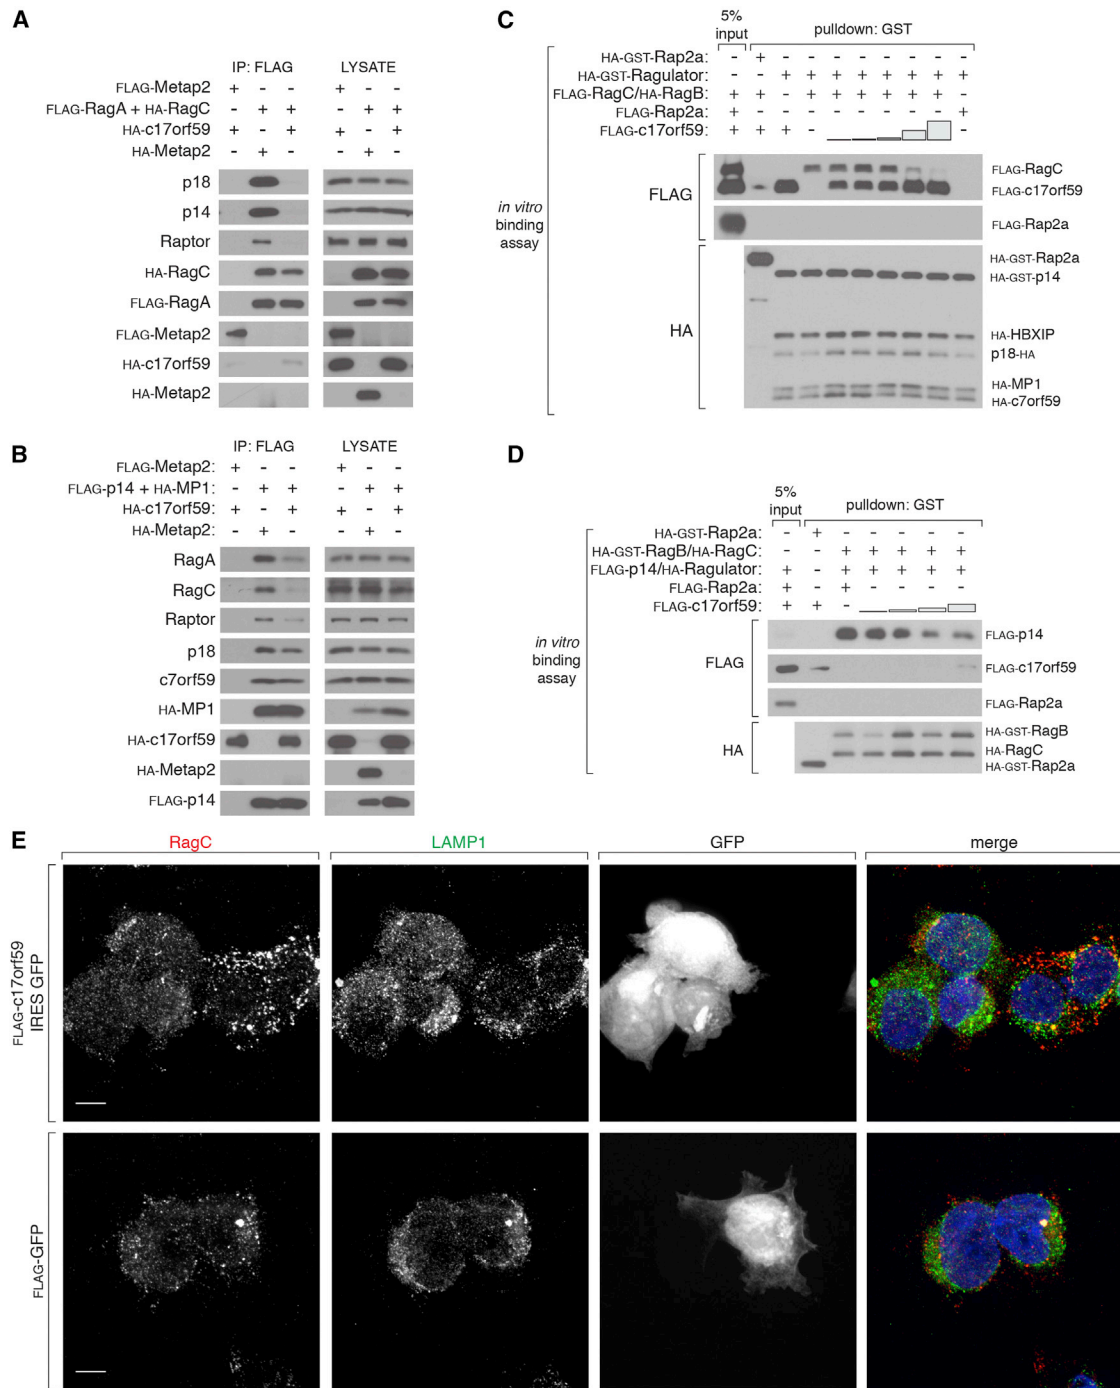 A
IP: FLAG LYSATE
FLAG-Metap2: + - - + - -
FLAG-RagA + HA-RagC: - + + - + +
HA-c17orf59: + - + + - +
HA-Metap2: - + - - + -
p18
p14
Raptor
HA-RagC
FLAG-RagA
FLAG-Metap2
HA-c17orf59
HA-Metap2
B
IP: FLAG LYSATE
FLAG-Metap2: + - - + - -
FLAG-p14 + HA-MP1: - + + - + +
HA-c17orf59: + - + + - +
HA-Metap2: - + - - + -
RagA
RagC
Raptor
p18
c7orf59
HA-MP1
HA-c17orf59
HA-Metap2
FLAG-p14
C
5% input
pulldown: GST
HA-GST-Rap2a: - + - - - - - - - -
HA-GST-Ragulator: - - + + + + + + + +
FLAG-RagC/HA-RagB: + - - + + + + + + -
FLAG-Rap2a: + - - - - - - - - +
FLAG-c17orf59: + + + - -
in vitro binding assay
FLAG
FLAG-RagC
FLAG-c17orf59
FLAG-Rap2a
HA
HA-GST-Rap2a
HA-GST-p14
HA-HBXIP
p18-HA
HA-MP1
HA-c7orf59
D
5% input
pulldown: GST
HA-GST-Rap2a: - + - - - - -
HA-GST-RagB/HA-RagC: - - + + + + +
FLAG-p14/HA-Ragulator: + - + + + + +
FLAG-Rap2a: + - + - - - -
FLAG-c17orf59: + + -
in vitro binding assay
FLAG
FLAG-p14
FLAG-c17orf59
FLAG-Rap2a
HA
HA-GST-RagB
HA-RagC
HA-GST-Rap2a
E
RagC LAMP1 GFP merge
FLAG-c17orf59 IRES GFP
FLAG-GFP